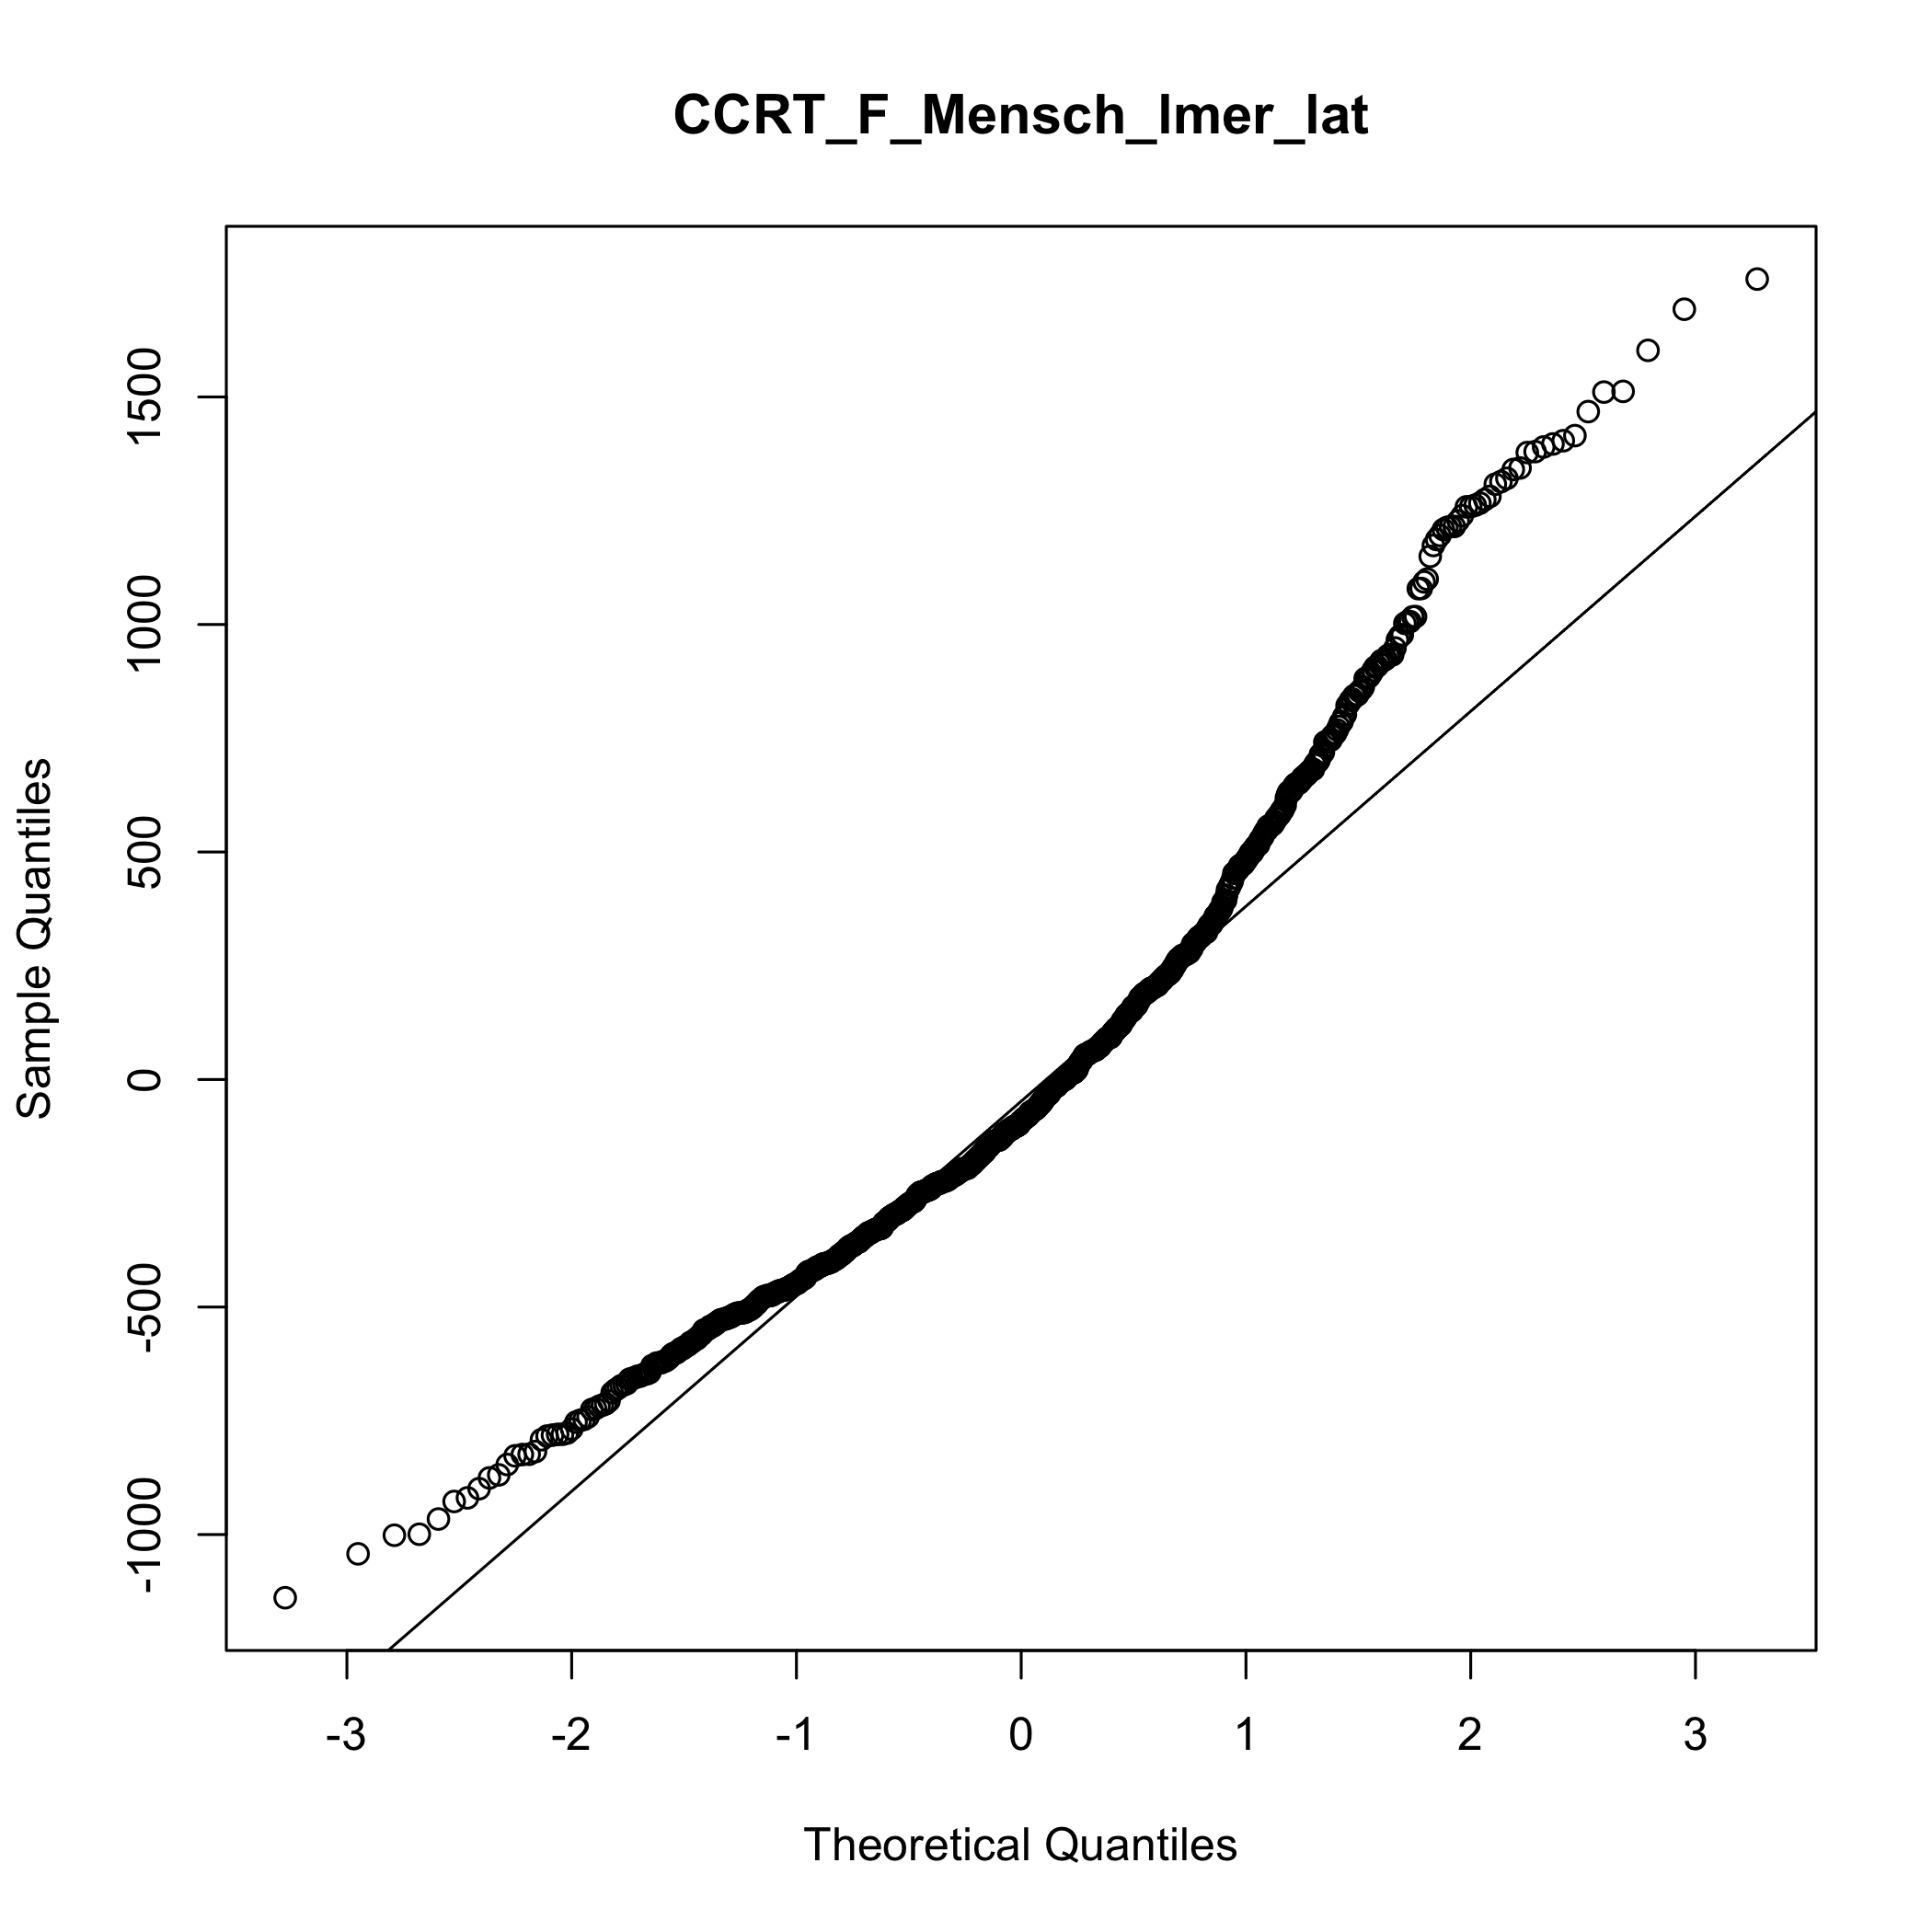 CCRT_F_Mensch_lmer_lat
1500
1000
500
0
-500
-1000
Sample Quantiles
-3 -2 -1 0 1 2 3
Theoretical Quantiles